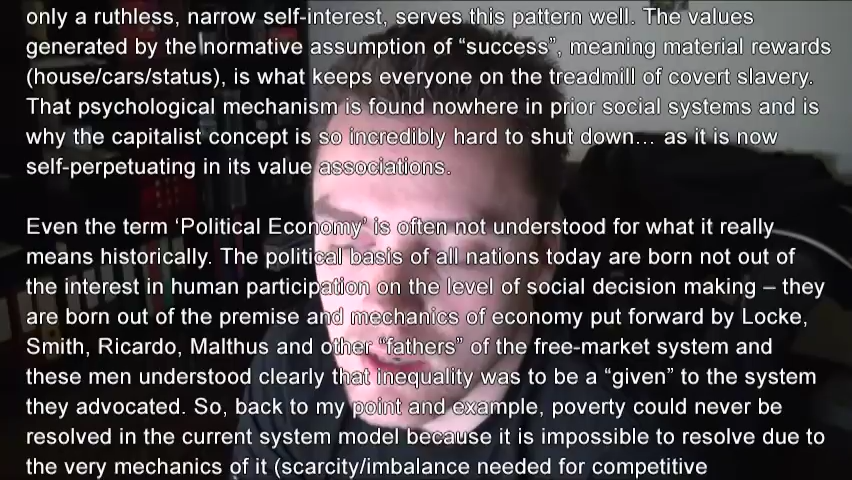 only a ruthless, narrow self-interest, serves this pattern well. The values
generated by the normative assumption of “success”, meaning material rewards
(house/cars/status), is what keeps everyone on the treadmill of covert slavery.
That psychological mechanism is found nowhere in prior social systems and is
why the capitalist concept is so incredibly hard to shut down… as it is now
self-perpetuating in its value associations.
Even the term ‘Political Economy’ is often not understood for what it really
means historically. The political basis of all nations today are born not out of
the interest in human participation on the level of social decision making – they
are born out of the premise and mechanics of economy put forward by Locke,
Smith, Ricardo, Malthus and other “fathers” of the free-market system and
these men understood clearly that inequality was to be a “given” to the system
they advocated. So, back to my point and example, poverty could never be
resolved in the current system model because it is impossible to resolve due to
the very mechanics of it (scarcity/imbalance needed for competitive